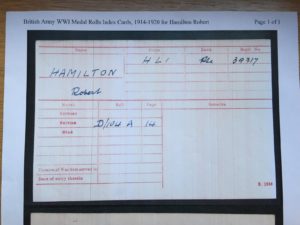 British Army WWI Medal Rolls Index Cards, 1914-1920 for Hamilton Robert Page 1 of 1
Name Corps Rank Regtl. No.
HAMILTON H L I Pte 39317
Robert
Medal Roll Page Remarks
Victory
British D/104 A 14
Star
Theatre of War first served in
Date of entry therein